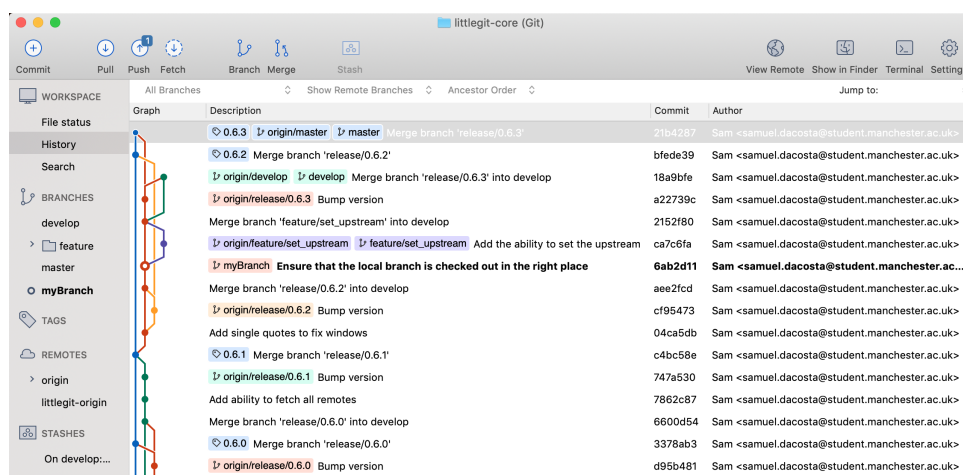 littlegit-core (Git)
1
Commit Pull Push Fetch Branch Merge Stash View Remote Show in Finder Terminal Setting
WORKSPACE
File status
History
Search
BRANCHES
develop
feature
master
myBranch
TAGS
REMOTES
origin
littlegit-origin
STASHES
On develop:...
All Branches Show Remote Branches Ancestor Order Jump to:
Graph Description Commit Author
0.6.3 origin/master master Merge branch 'release/0.6.3' 21b4287 Sam <samuel.dacosta@student.manchester.ac.uk>
0.6.2 Merge branch 'release/0.6.2' bfede39 Sam <samuel.dacosta@student.manchester.ac.uk>
origin/develop develop Merge branch 'release/0.6.3' into develop 18a9bfe Sam <samuel.dacosta@student.manchester.ac.uk>
origin/release/0.6.3 Bump version a22739c Sam <samuel.dacosta@student.manchester.ac.uk>
Merge branch 'feature/set_upstream' into develop 2152f80 Sam <samuel.dacosta@student.manchester.ac.uk>
origin/feature/set_upstream feature/set_upstream Add the ability to set the upstream ca7c6fa Sam <samuel.dacosta@student.manchester.ac.uk>
myBranch Ensure that the local branch is checked out in the right place 6ab2d11 Sam <samuel.dacosta@student.manchester.ac...
Merge branch 'release/0.6.2' into develop aee2fcd Sam <samuel.dacosta@student.manchester.ac.uk>
origin/release/0.6.2 Bump version cf95473 Sam <samuel.dacosta@student.manchester.ac.uk>
Add single quotes to fix windows 04ca5db Sam <samuel.dacosta@student.manchester.ac.uk>
0.6.1 Merge branch 'release/0.6.1' c4bc58e Sam <samuel.dacosta@student.manchester.ac.uk>
origin/release/0.6.1 Bump version 747a530 Sam <samuel.dacosta@student.manchester.ac.uk>
Add ability to fetch all remotes 7862c87 Sam <samuel.dacosta@student.manchester.ac.uk>
Merge branch 'release/0.6.0' into develop 6600d54 Sam <samuel.dacosta@student.manchester.ac.uk>
0.6.0 Merge branch 'release/0.6.0' 3378ab3 Sam <samuel.dacosta@student.manchester.ac.uk>
origin/release/0.6.0 Bump version d95b481 Sam <samuel.dacosta@student.manchester.ac.uk>